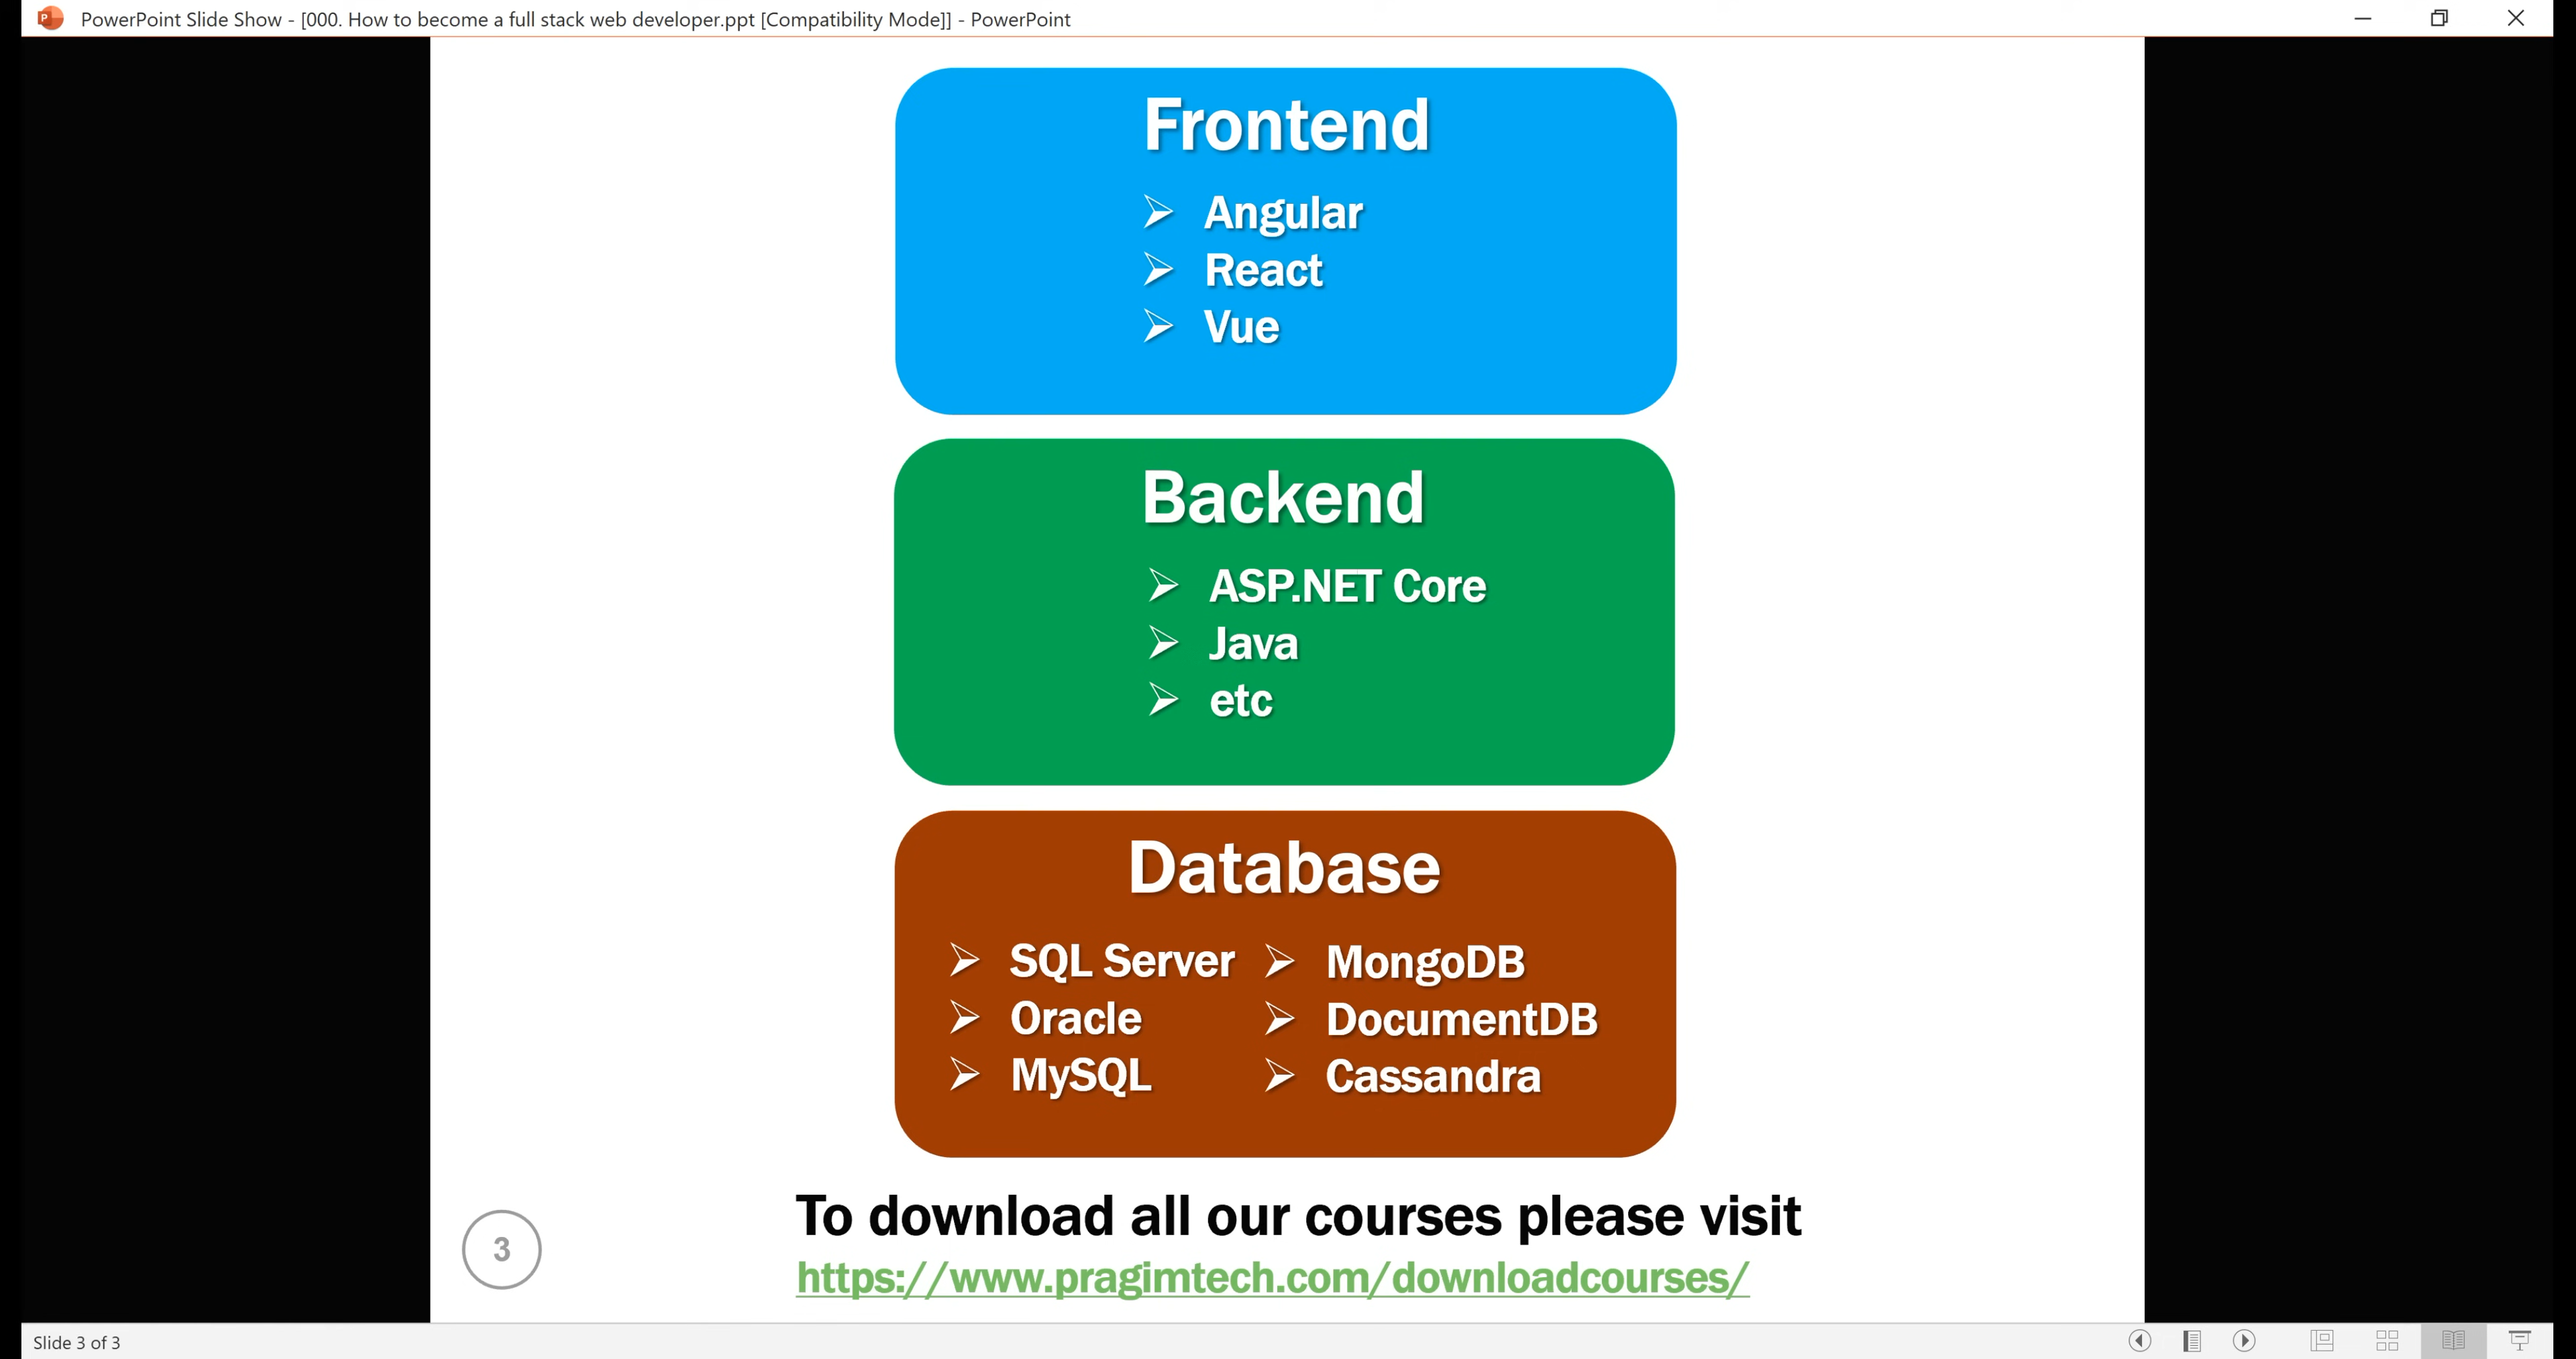 PowerPoint Slide Show - [000. How to become a full stack web developer.ppt [Compatibility Mode]] - PowerPoint
Frontend
Angular
React
Vue
Backend
ASP.NET Core
Java
etc
Database
SQL Server
Oracle
MySQL
MongoDB
DocumentDB
Cassandra
To download all our courses please visit
https://www.pragimtech.com/downloadcourses/
3
Slide 3 of 3